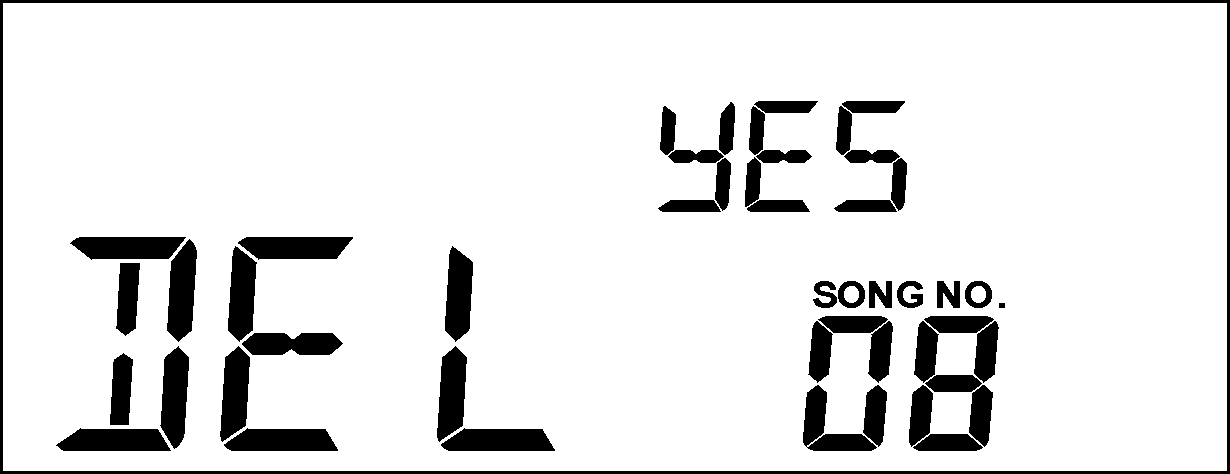 YES
DEL
SONG NO.
08